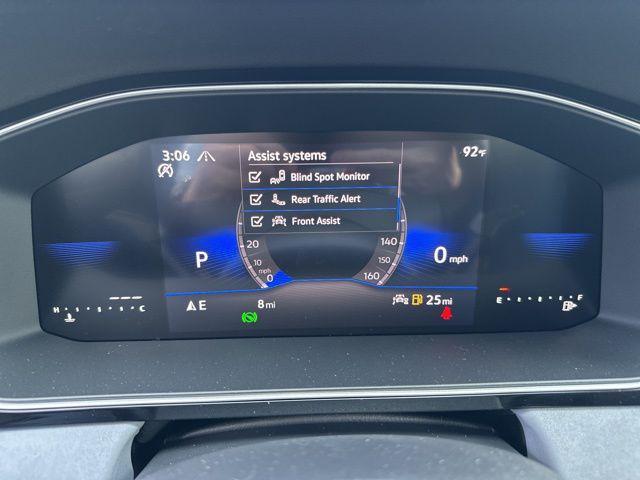 3:06
Assist systems
92°F
Blind Spot Monitor
Rear Traffic Alert
Front Assist
20
140
P
10
150
0 mph
mph
0
160
H C
E F
E
8 mi
25 mi